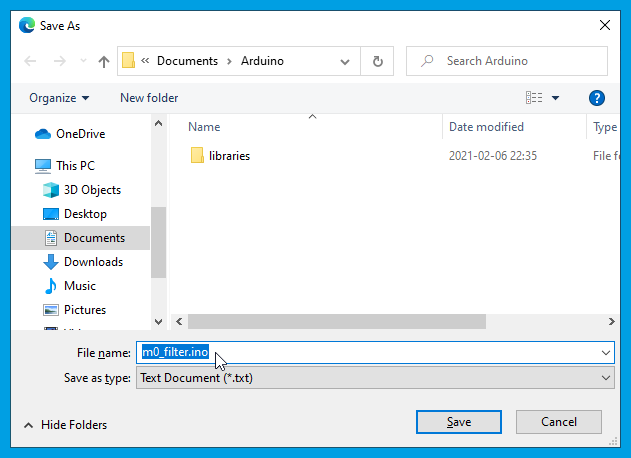 Save As
« Documents › Arduino
Search Arduino
Organize New folder ?
Name Date modified Type
OneDrive
libraries 2021-02-06 22:35 File f
This PC
3D Objects
Desktop
Documents
Downloads
Music
Pictures
File name: m0_filter.ino
Save as type: Text Document (*.txt)
Hide Folders Save Cancel